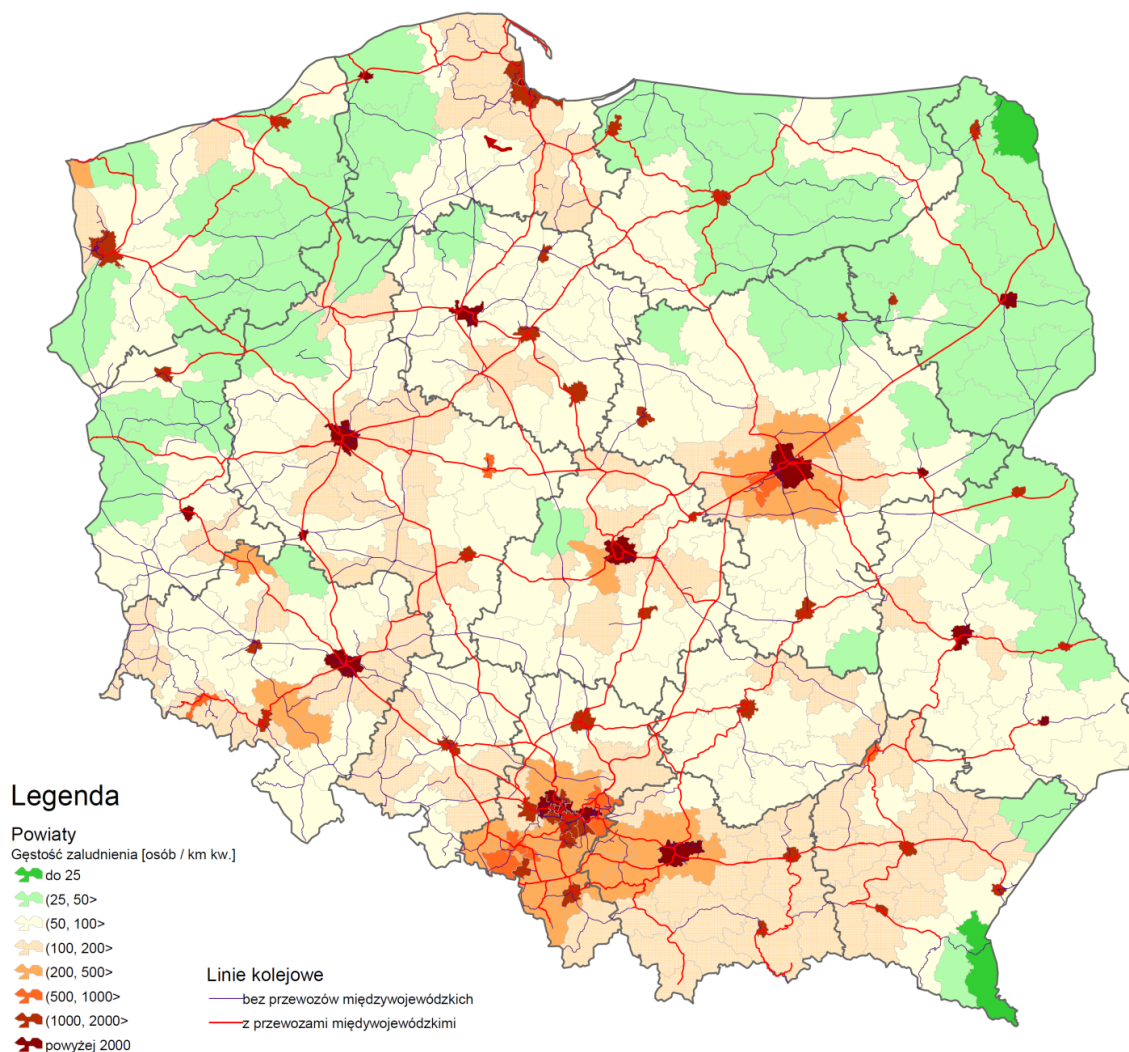 Legenda
Powiaty
Gęstość zaludnienia [osób / km kw.]
do 25
(25, 50>
(50, 100>
(100, 200>
(200, 500>
(500, 1000>
(1000, 2000>
powyżej 2000
Linie kolejowe
bez przewozów międzywojewódzkich
z przewozami międywojewódzkimi